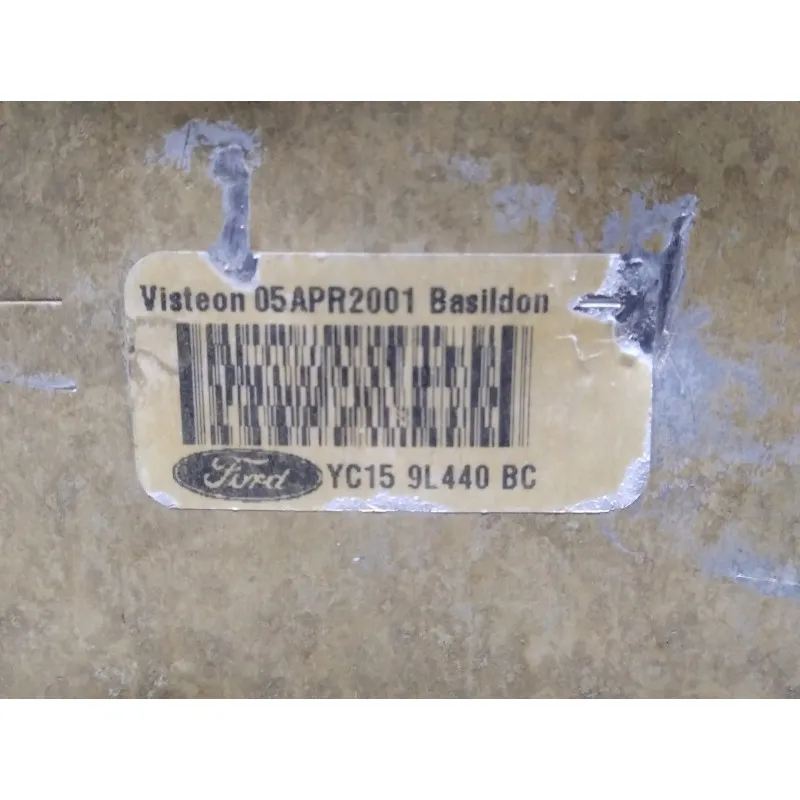 Visteon 05APR2001 Basildon
Ford YC15 9L440 BC